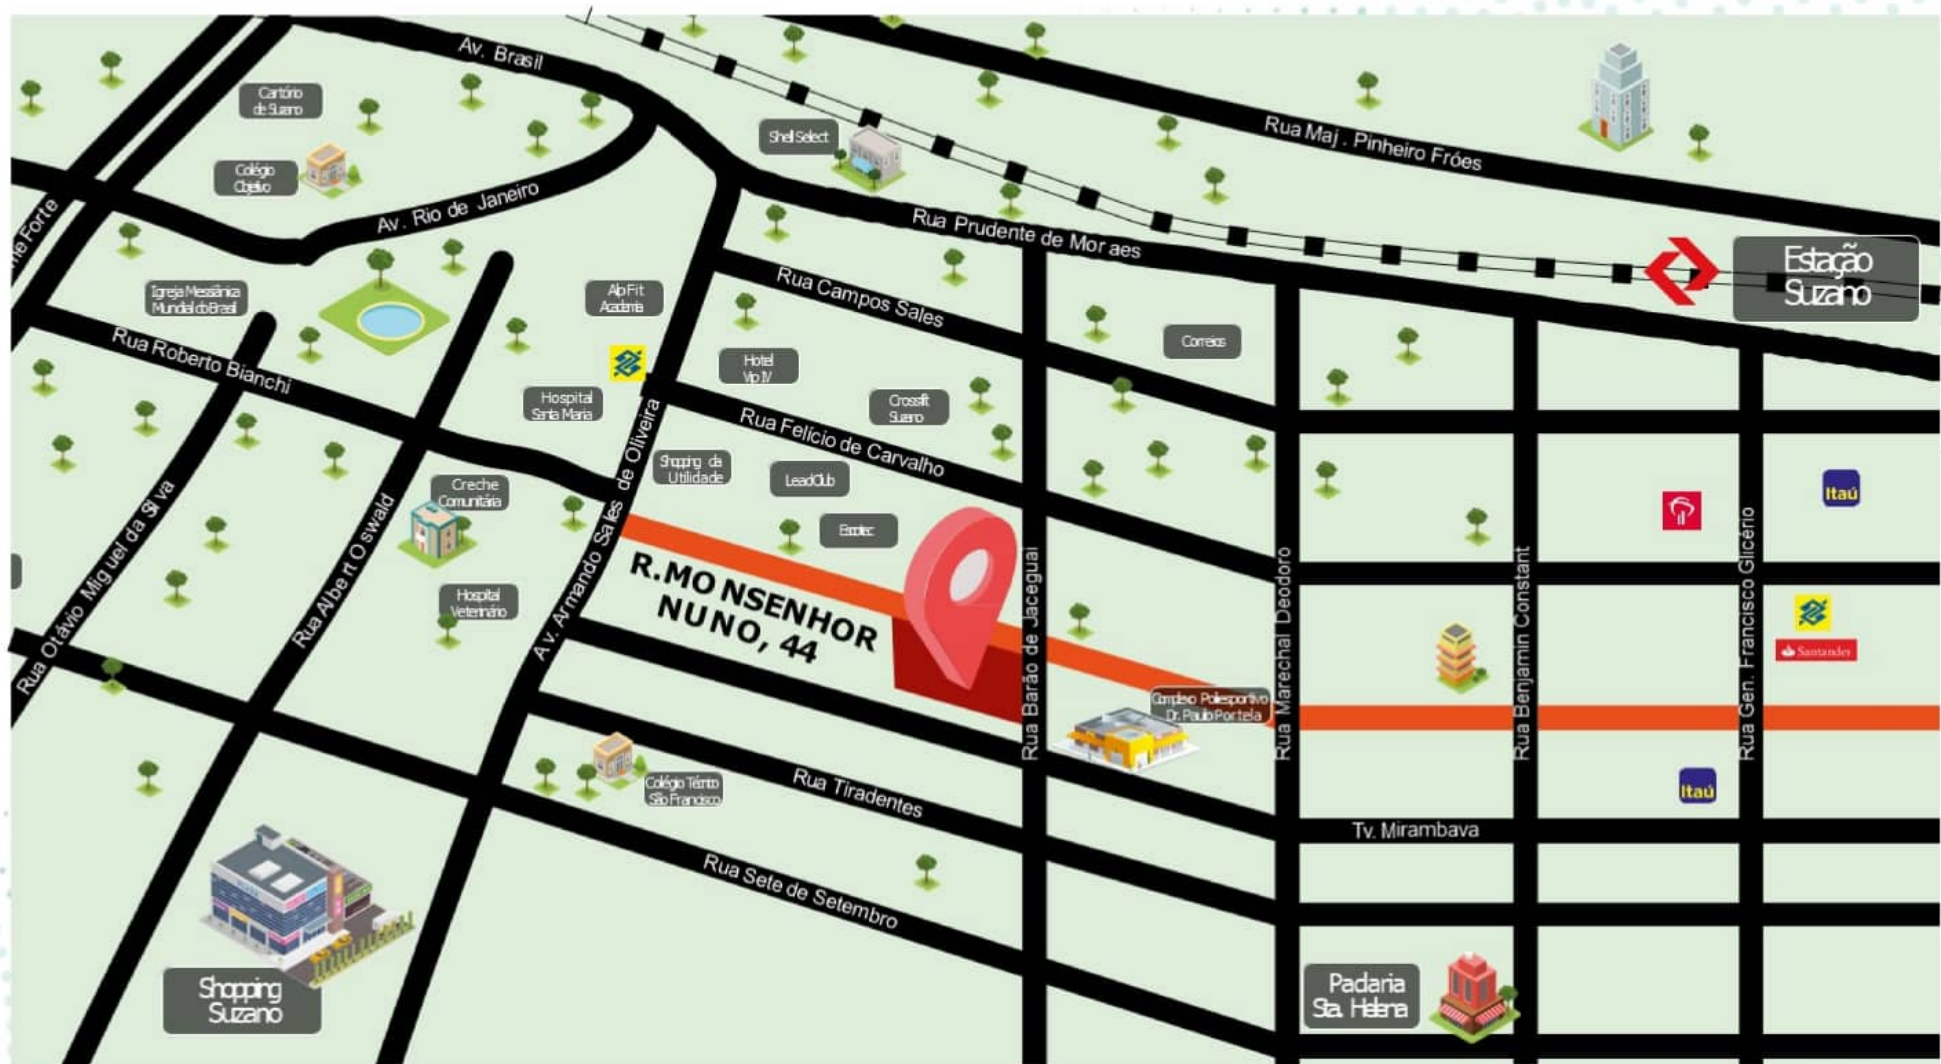 Av. Brasil
Cartório
de Suzano
Shell Select
Rua Maj. Pinheiro Fróes
Colégio
Objetivo
Av. Rio de Janeiro
Rua Prudente de Moraes
Estação
Suzano
me Forte
Igreja Messiânica
Mundial do Brasil
Alp Fit
Academia
Rua Campos Sales
Correios
Rua Roberto Bianchi
Hotel
Vip IV
Hospital
Santa Maria
Crossfit
Suzano
Rua Felício de Carvalho
Shopping da
Utilidade
LeadClub
Creche
Comunitária
Itaú
Rua Otávio Miguel da Silva
Rua Albert Oswald
Av. Armando Sales de Oliveira
R.MONSENHOR
NUNO, 44
Rua Barão de Jaceguai
Rua Marechal Deodoro
Rua Benjamin Constant
Rua Gen. Francisco Glicério
Hospital
Veterinário
Santander
Complexo Poliesportivo
Dr. Paulo Portela
Colégio Técnico
São Francisco
Rua Tiradentes
Itaú
Tv. Mirambava
Rua Sete de Setembro
Shopping
Suzano
Padaria
Sta. Helena